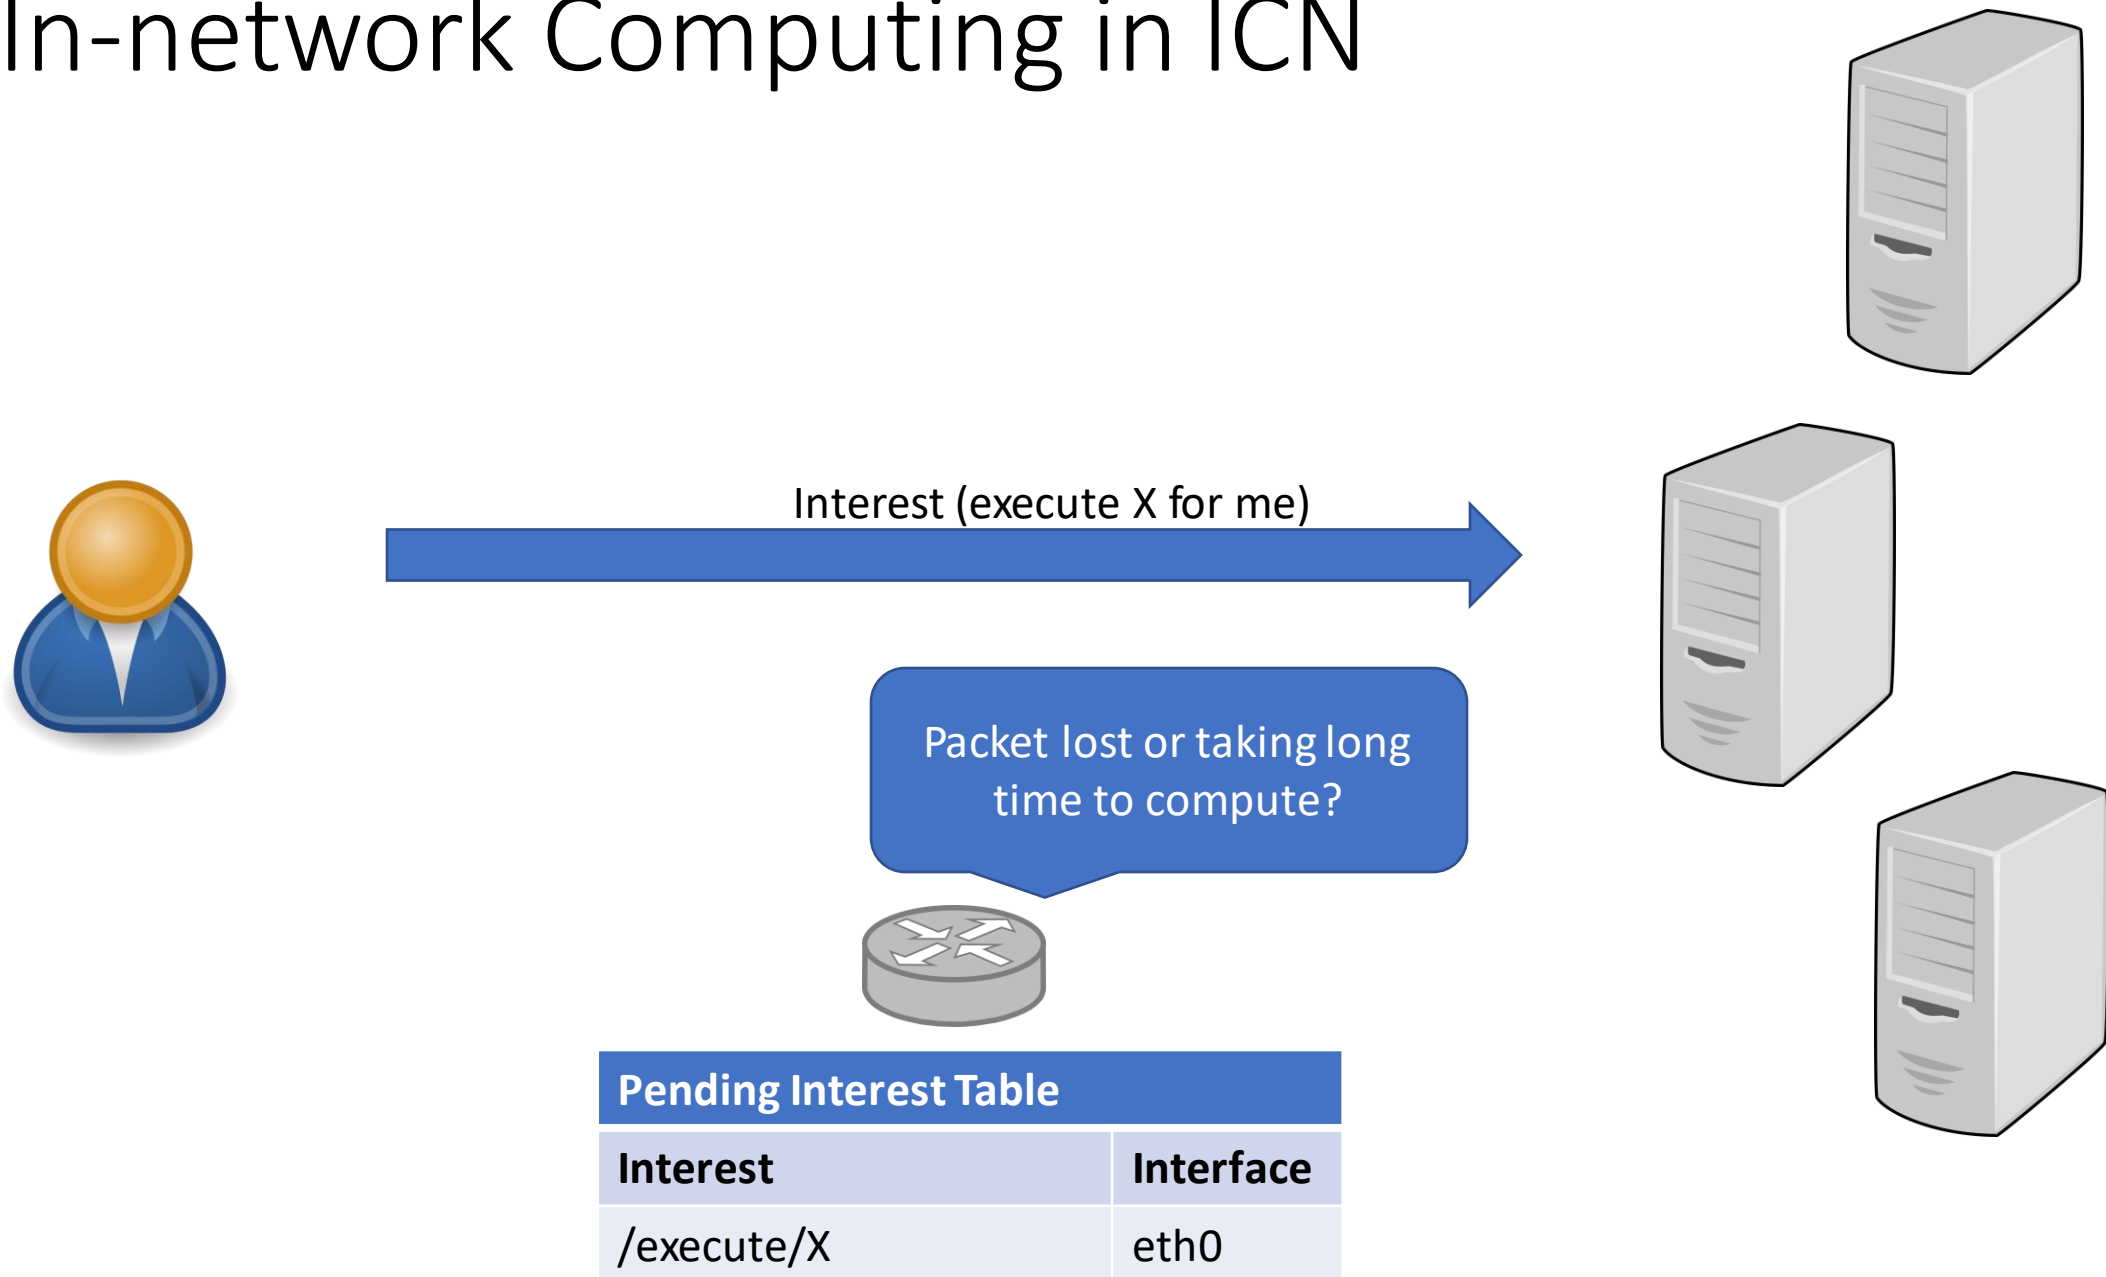 In-network Computing in ICN
Interest (execute X for me)
Packet lost or taking long
time to compute?
Pending Interest Table
Interest Interface
/execute/X eth0